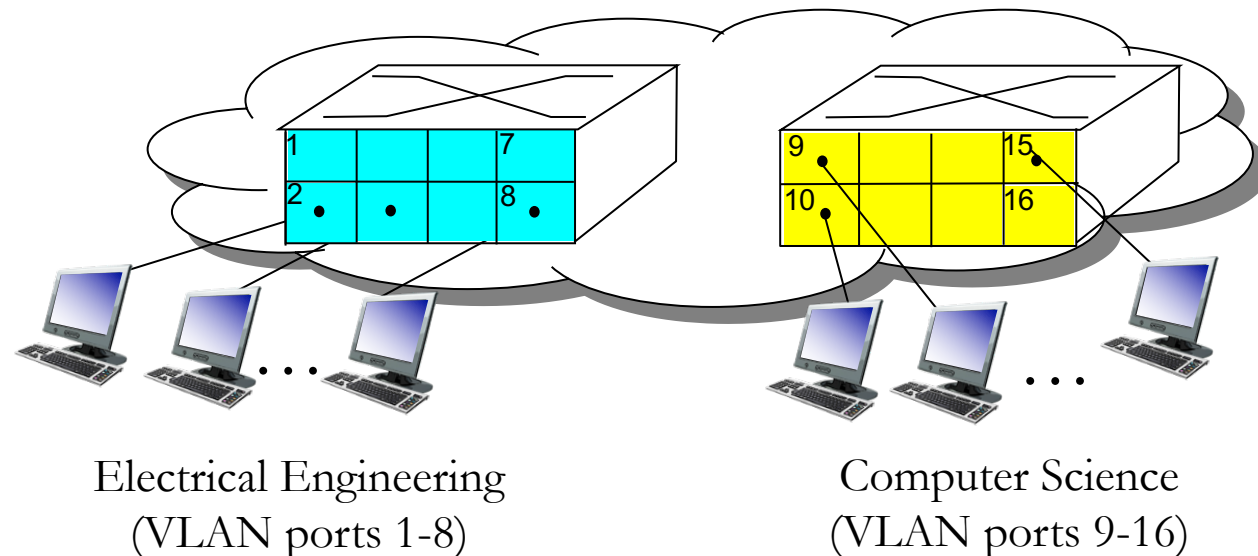 1 7
2 8
9 15
10 16
. . .
. . .
Electrical Engineering
(VLAN ports 1-8)
Computer Science
(VLAN ports 9-16)